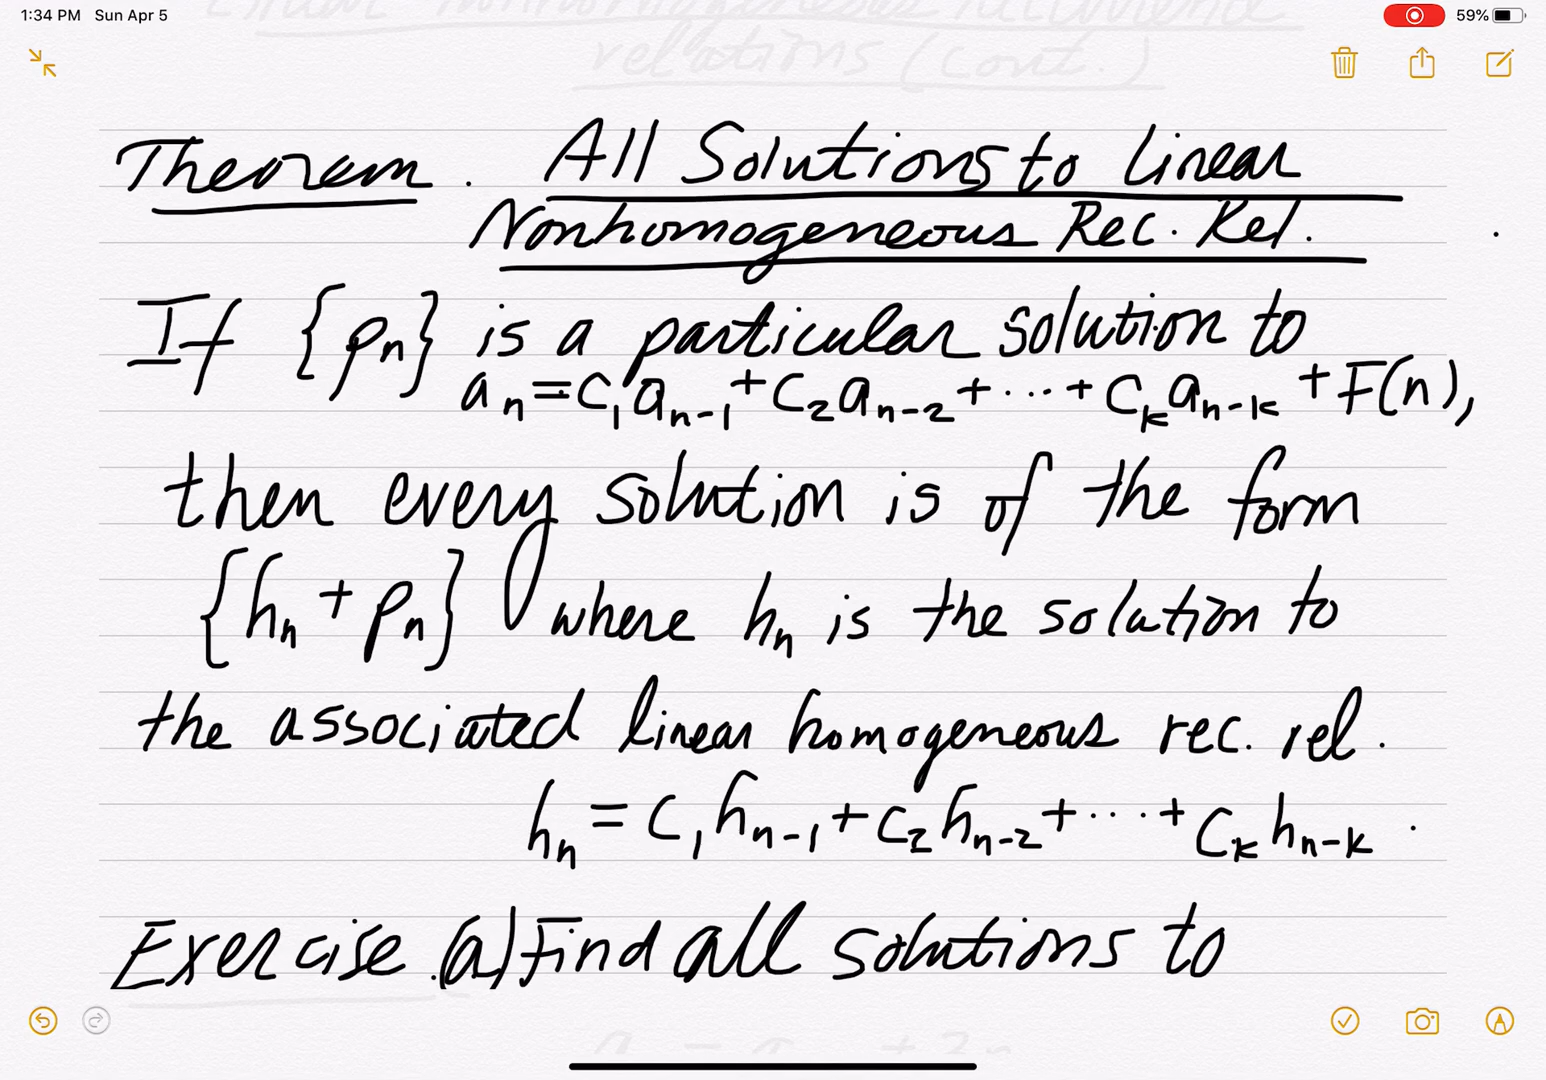 1:34 PM Sun Apr 5 59%
relations (cont.)
Theorem. All Solutions to Linear
Nonhomogeneous Rec. Rel.
If {pₙ} is a particular solution to
aₙ = c₁aₙ₋₁ + c₂aₙ₋₂ + ··· + cₖaₙ₋ₖ + F(n),
then every solution is of the form
{hₙ + pₙ} where hₙ is the solution to
the associated linear homogeneous rec. rel.
hₙ = c₁hₙ₋₁ + c₂hₙ₋₂ + ··· + cₖhₙ₋ₖ .
Exercise. (a) Find all solutions to